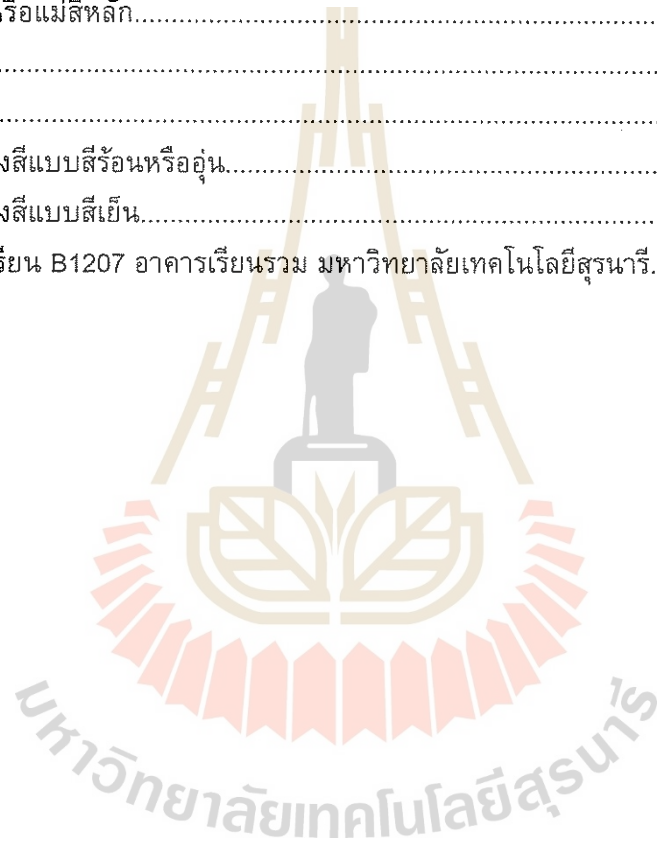 รือแม่สีหลัก........................................................................
........................................................................
........................................................................
งสีแบบสีร้อนหรืออุ่น........................................................................
งสีแบบสีเย็น........................................................................
รียน B1207 อาคารเรียนรวม มหาวิทยาลัยเทคโนโลยีสุรนารี.
มหาวิทยาลัยเทคโนโลยีสุรนารี